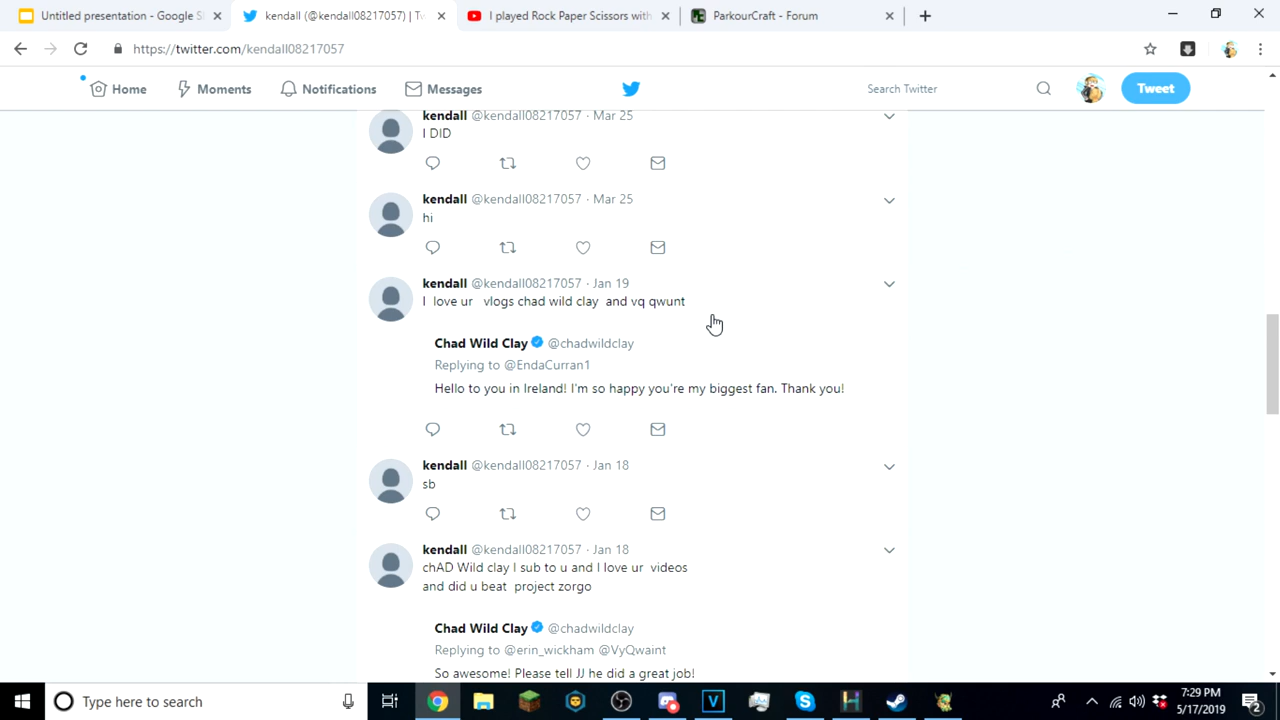 Untitled presentation - Google Sl
kendall (@kendall08217057) | Tw
I played Rock Paper Scissors with
ParkourCraft - Forum
https://twitter.com/kendall08217057
Home
Moments
Notifications
Messages
Search Twitter
Tweet
kendall @kendall08217057 · Mar 25
I DID
kendall @kendall08217057 · Mar 25
hi
kendall @kendall08217057 · Jan 19
I love ur vlogs chad wild clay and vq qwunt
Chad Wild Clay @chadwildclay
Replying to @EndaCurran1
Hello to you in Ireland! I'm so happy you're my biggest fan. Thank you!
kendall @kendall08217057 · Jan 18
sb
kendall @kendall08217057 · Jan 18
chAD Wild clay I sub to u and I love ur videos
and did u beat project zorgo
Chad Wild Clay @chadwildclay
Replying to @erin_wickham @VyQwaint
So awesome! Please tell JJ he did a great job!
Type here to search
7:29 PM
5/17/2019
2